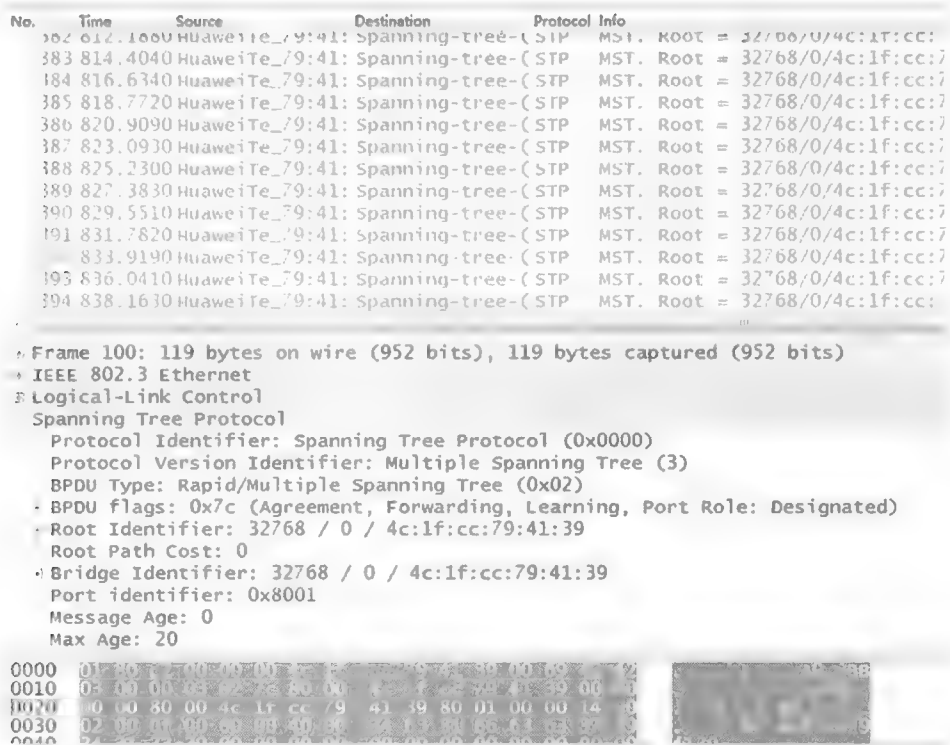 No. Time Source Destination Protocol Info
HuaweiTe_79:41: Spanning-tree-( STP MST. Root = 32768/0/4c:1f:cc:
383 814.4040 HuaweiTe_79:41: Spanning-tree-( STP MST. Root = 32768/0/4c:1f:cc:7
384 816.6340 HuaweiTe_79:41: Spanning-tree-( STP MST. Root = 32768/0/4c:1f:cc:7
385 818.7720 HuaweiTe_79:41: Spanning-tree-( STP MST. Root = 32768/0/4c:1f:cc:7
386 820.9090 HuaweiTe_79:41: Spanning-tree-( STP MST. Root = 32768/0/4c:1f:cc:7
387 823.0930 HuaweiTe_79:41: Spanning-tree-( STP MST. Root = 32768/0/4c:1f:cc:7
388 825.2300 HuaweiTe_79:41: Spanning-tree-( STP MST. Root = 32768/0/4c:1f:cc:7
389 827.3830 HuaweiTe_79:41: Spanning-tree-( STP MST. Root = 32768/0/4c:1f:cc:7
390 829.5510 HuaweiTe_79:41: Spanning-tree-( STP MST. Root = 32768/0/4c:1f:cc:7
391 831.7820 HuaweiTe_79:41: Spanning-tree-( STP MST. Root = 32768/0/4c:1f:cc:7
833.9190 HuaweiTe_79:41: Spanning-tree-( STP MST. Root = 32768/0/4c:1f:cc:7
393 836.0410 HuaweiTe_79:41: Spanning-tree-( STP MST. Root = 32768/0/4c:1f:cc:7
394 838.1630 HuaweiTe_79:41: Spanning-tree-( STP MST. Root = 32768/0/4c:1f:cc:
Frame 100: 119 bytes on wire (952 bits), 119 bytes captured (952 bits)
IEEE 802.3 Ethernet
Logical-Link Control
Spanning Tree Protocol
Protocol Identifier: Spanning Tree Protocol (0x0000)
Protocol Version Identifier: Multiple Spanning Tree (3)
BPDU Type: Rapid/Multiple Spanning Tree (0x02)
BPDU flags: 0x7c (Agreement, Forwarding, Learning, Port Role: Designated)
Root Identifier: 32768 / 0 / 4c:1f:cc:79:41:39
Root Path Cost: 0
Bridge Identifier: 32768 / 0 / 4c:1f:cc:79:41:39
Port identifier: 0x8001
Message Age: 0
Max Age: 20
0000
0010
0020 00 00 80 00 4c 1f cc 79 41 39 80 01 00 00 14
0030
0040